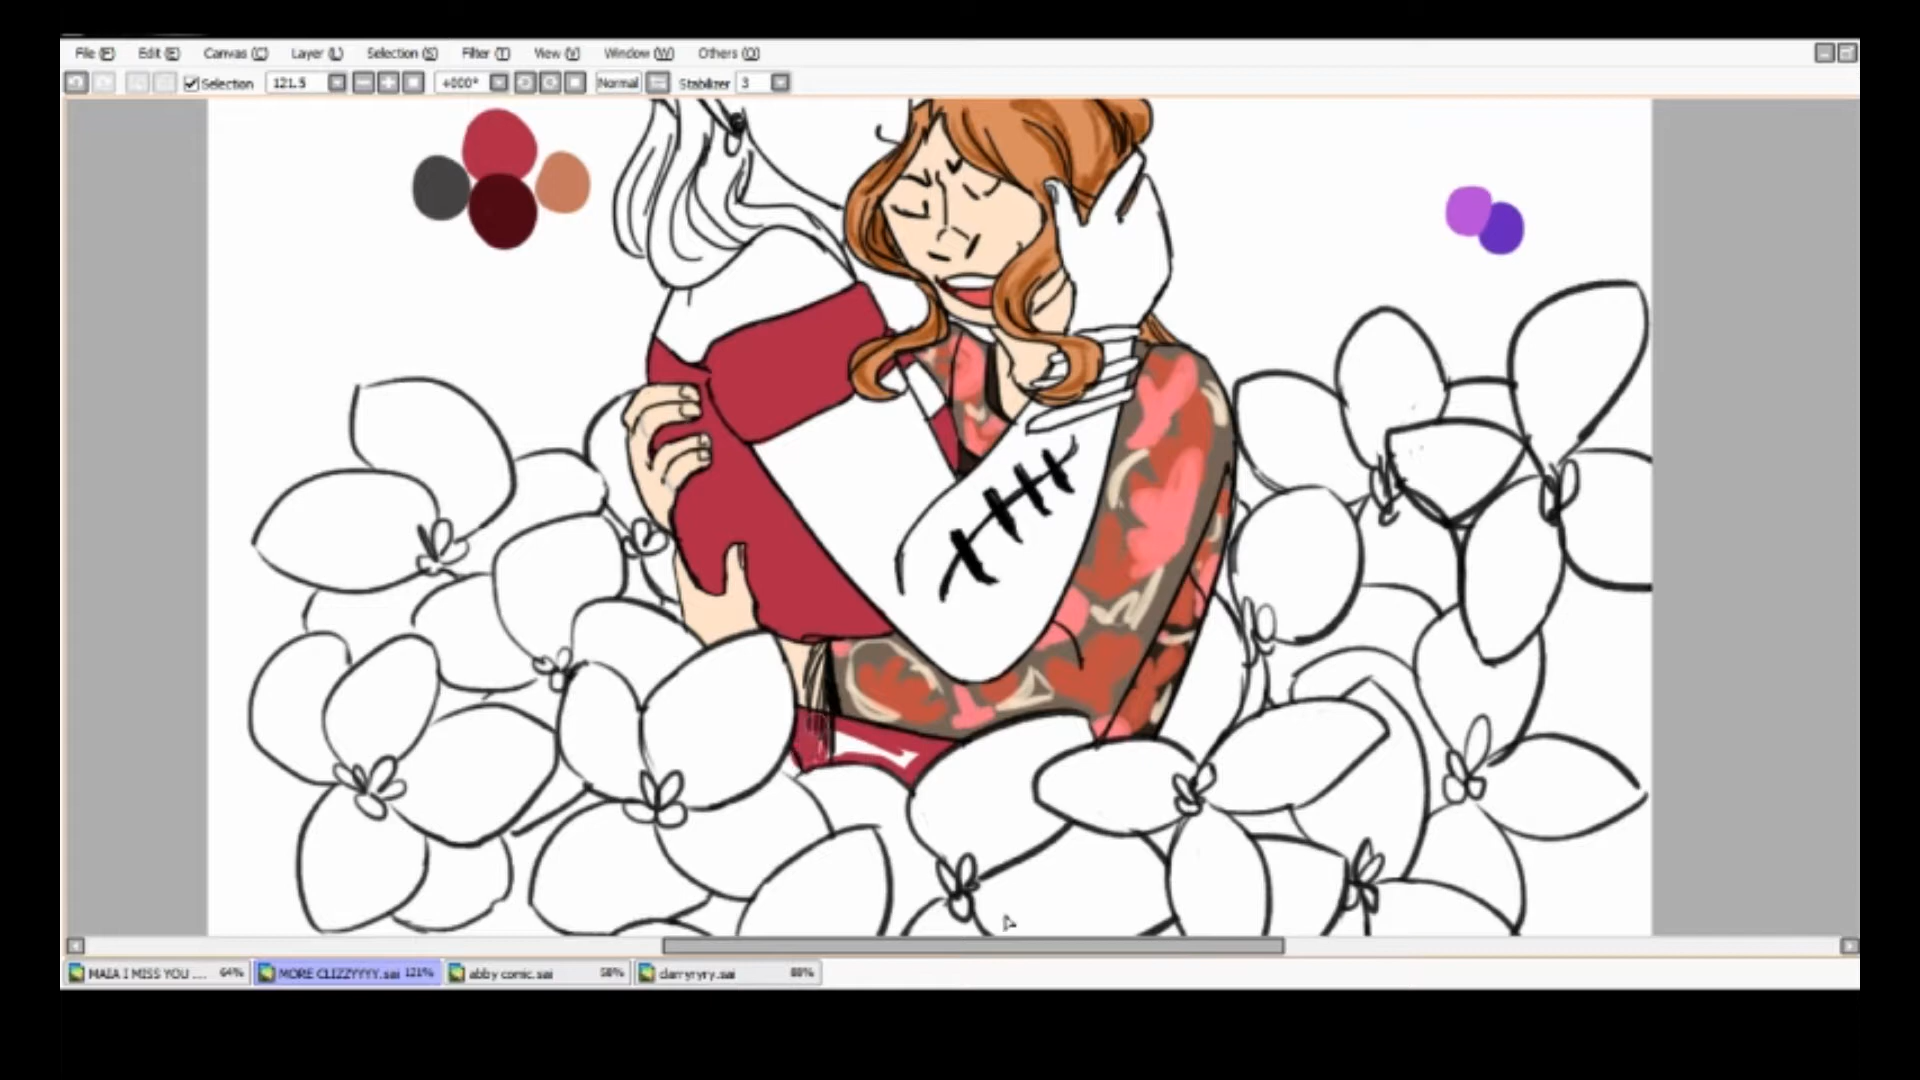 File (F) Edit (E) Canvas (C) Layer (L) Selection (S) Filter (T) View (V) Window (W) Others (O)
Selection 121.5 +000° Normal Stabilizer 3
MAIA I MISS YOU .... 64% MORE CLIZZYYYY.sai 121% abby comic.sai 58% clarryryry.sai 88%